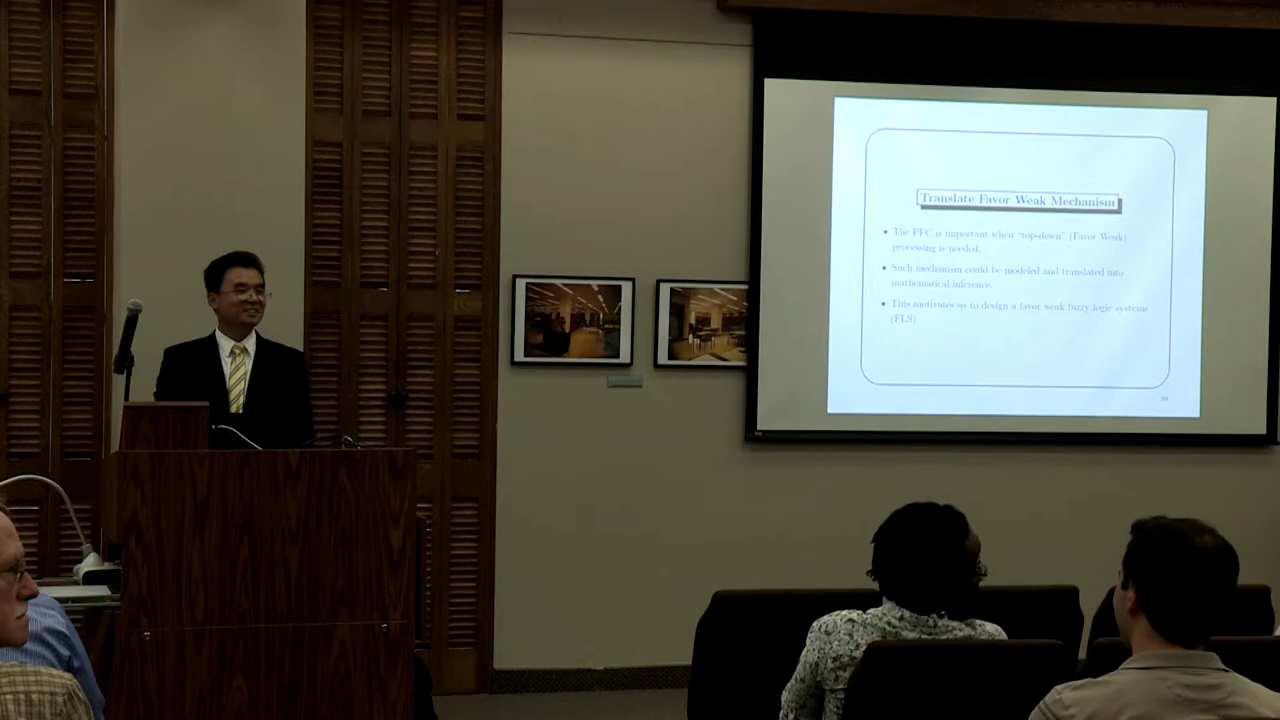 Translate Favor Weak Mechanism
• The PFC is important when "top-down" (Favor Weak)
processing is needed.
• Such mechanism could be modeled and translated into
mathematical inference.
• This motivates us to design a favor weak fuzzy logic systems
(FLS)